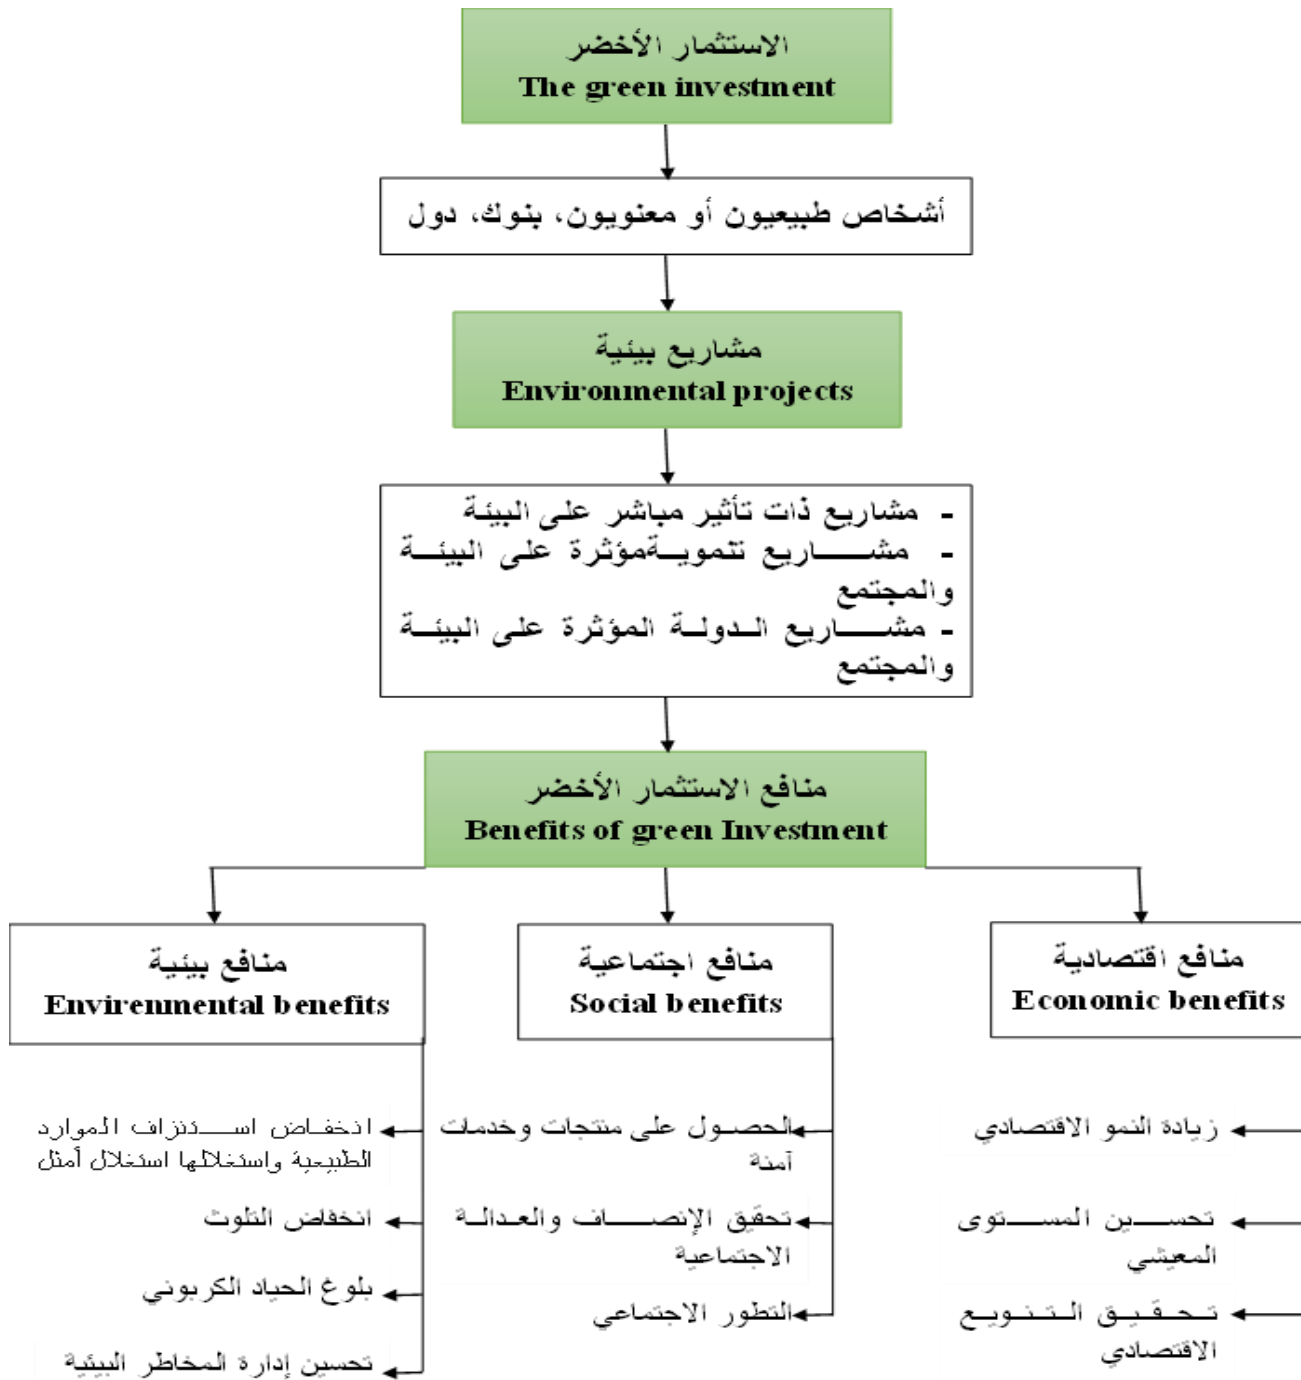 الاستثمار الأخضر
The green investment
أشخاص طبيعيون أو معنويون، بنوك، دول
مشاريع بيئية
Environmental projects
- مشاريع ذات تأثير مباشر على البيئة
- مشاريع تنمويةمؤثرة على البيئة
والمجتمع
- مشاريع الدولة المؤثرة على البيئة
والمجتمع
منافع الاستثمار الأخضر
Benefits of green Investment
منافع اقتصادية
Economic benefits
زيادة النمو الاقتصادي
تحسين المستوى
المعيشي
تحقيق التنويع
الاقتصادي
منافع اجتماعية
Social benefits
الحصول على منتجات وخدمات
آمنة
تحقيق الإنصاف والعدالة
الاجتماعية
التطور الاجتماعي
منافع بيئية
Envirenmental benefits
انخفاض استنزاف الموارد
الطبيعية واستغلالها استغلال أمثل
انخفاض التلوث
بلوغ الحياد الكربوني
تحسين إدارة المخاطر البيئية